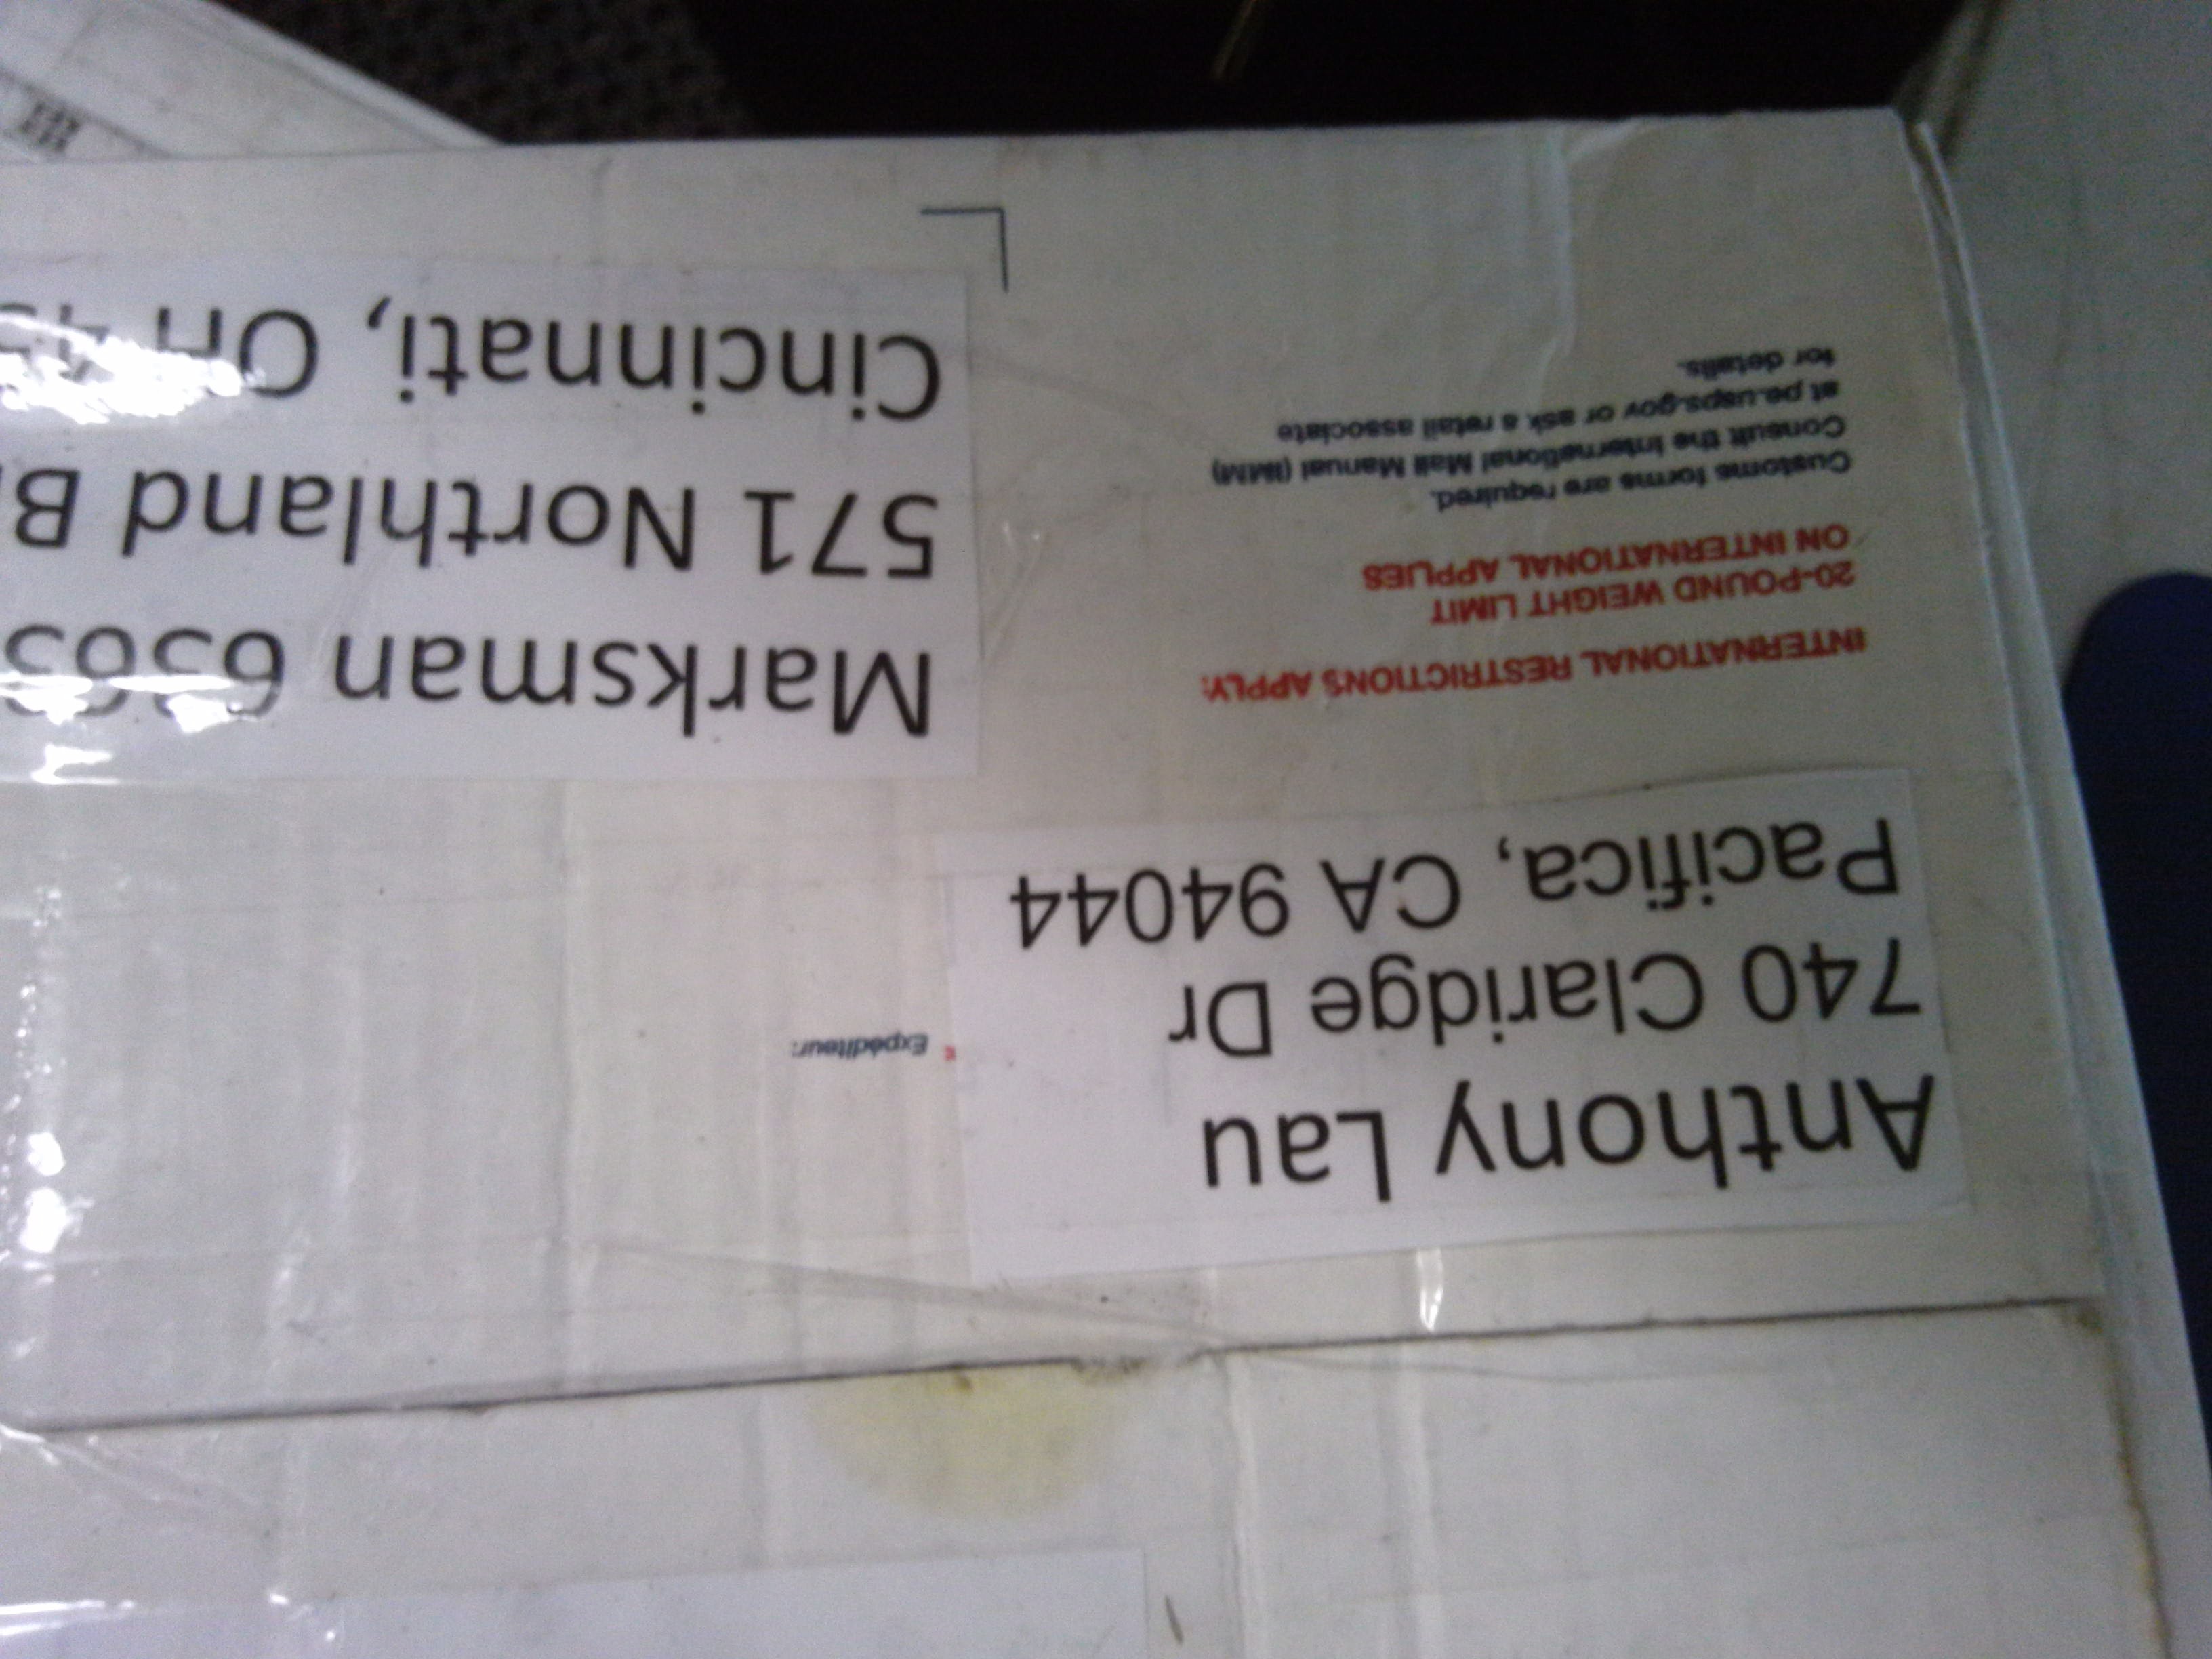 Anthony Lau
740 Claridge Dr
Pacifica, CA 94044
Expéditeur:
INTERNATIONAL RESTRICTIONS APPLY:
20-POUND WEIGHT LIMIT
ON INTERNATIONAL APPLIES
Customs forms are required.
Consult the International Mail Manual (IMM)
at pe.usps.gov or ask a retail associate
for details.
Marksman
571 Northland
Cincinnati, OH